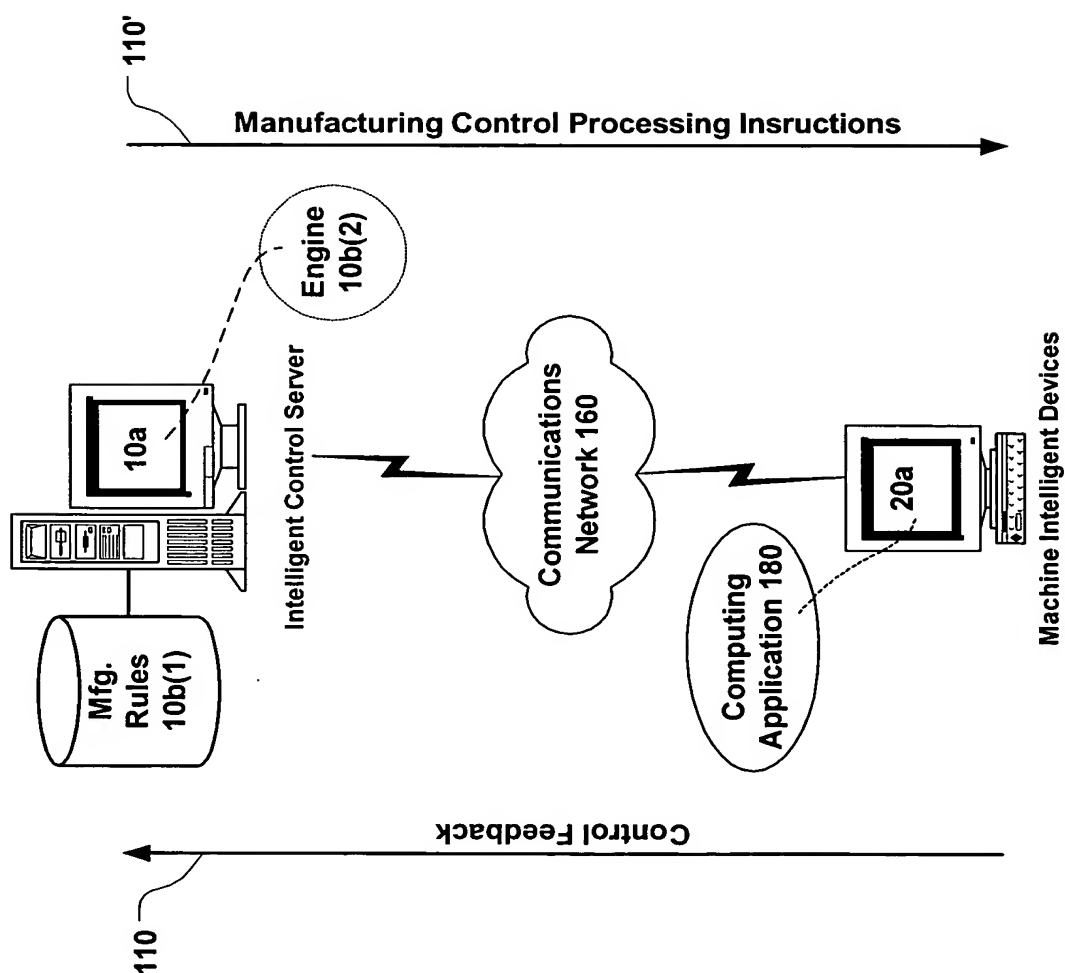 110'
Manufacturing Control Processing Insructions
Engine
10b(2)
10a
Mfg.
Rules
10b(1)
Intelligent Control Server
Communications
Network 160
Computing
Application 180
20a
Machine Intelligent Devices
Control Feedback
110